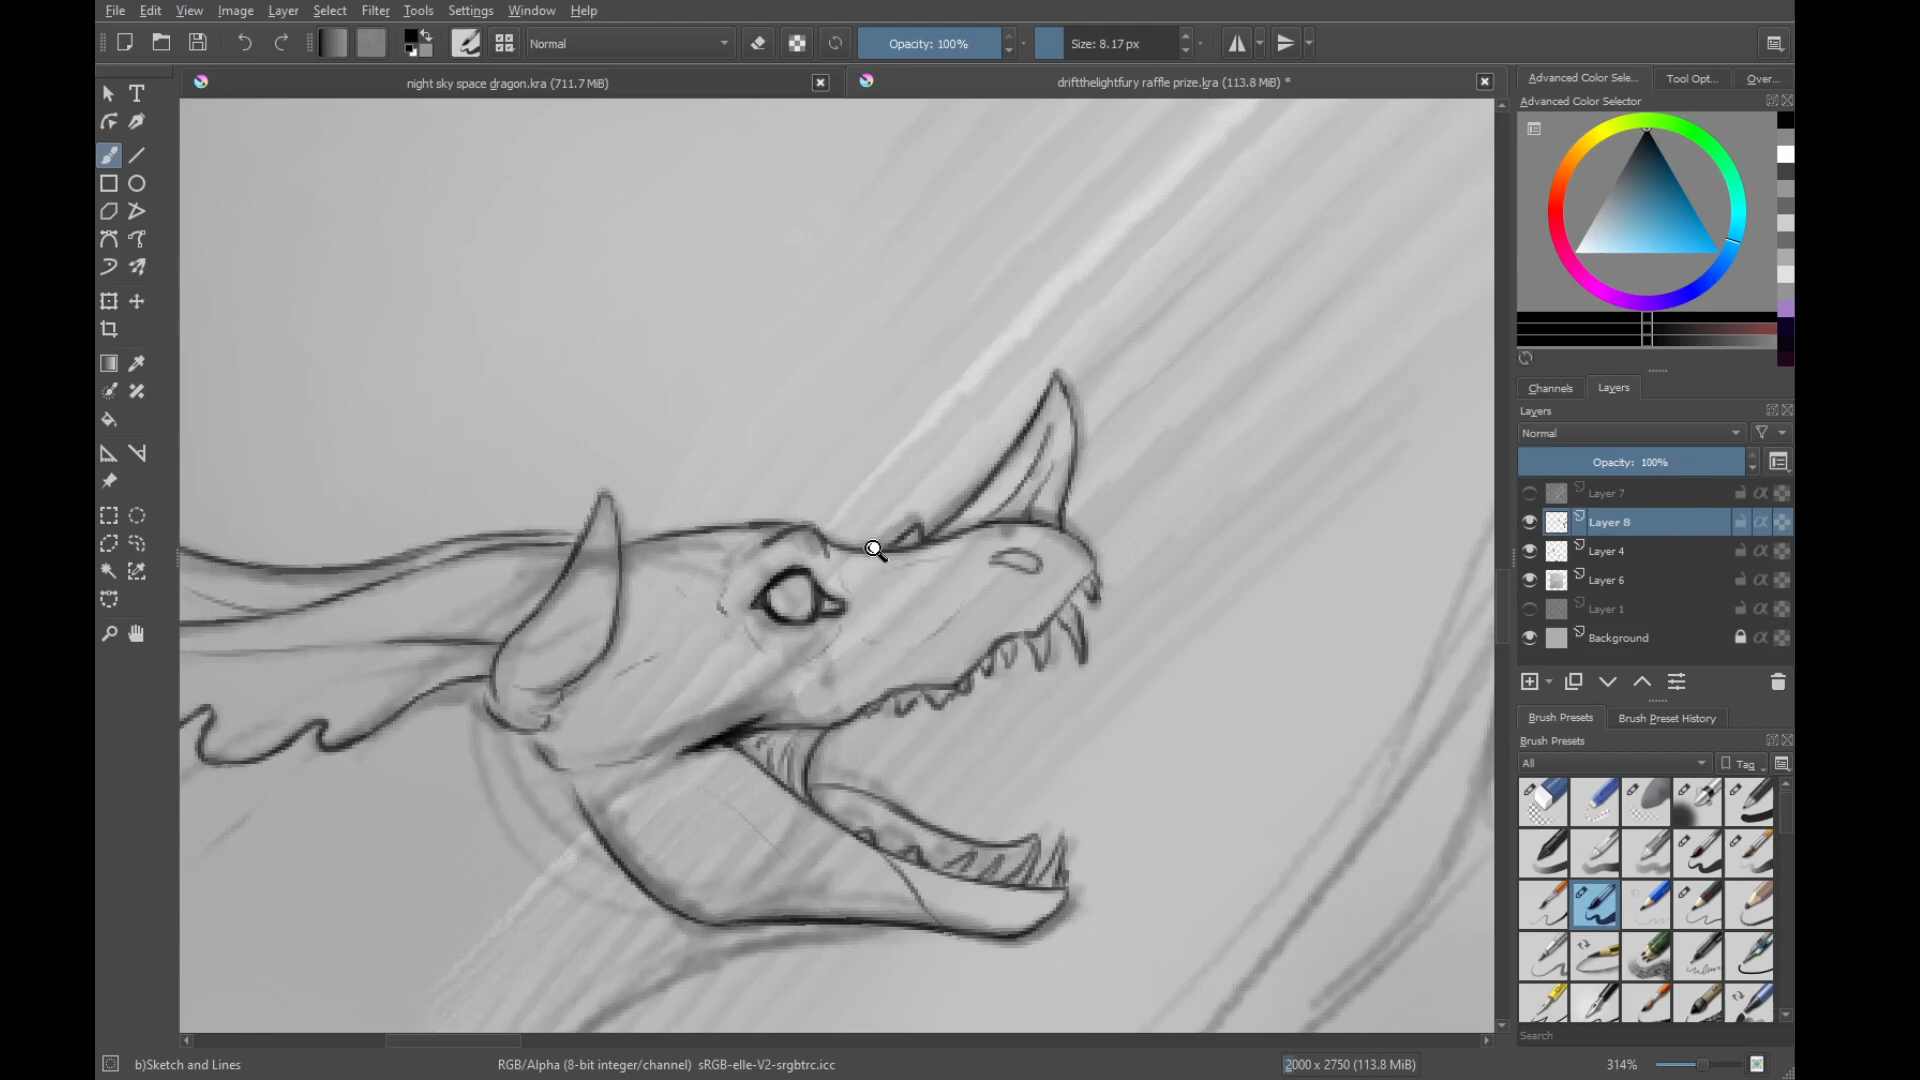 File Edit View Image Layer Select Filter Tools Settings Window Help
Normal Opacity: 100% Size: 8.17 px
night sky space dragon.kra (711.7 MiB) driftthelightfury raffle prize.kra (113.8 MiB) *
Advanced Color Sele... Tool Opt... Over...
Advanced Color Selector
Channels Layers
Layers
Normal
Opacity: 100%
Layer 7
Layer 8
Layer 4
Layer 6
Layer 1
Background
Brush Presets Brush Preset History
Brush Presets
All Tag
Search
b)Sketch and Lines RGB/Alpha (8-bit integer/channel) sRGB-elle-V2-srgbtrc.icc 2000 x 2750 (113.8 MiB) 314%